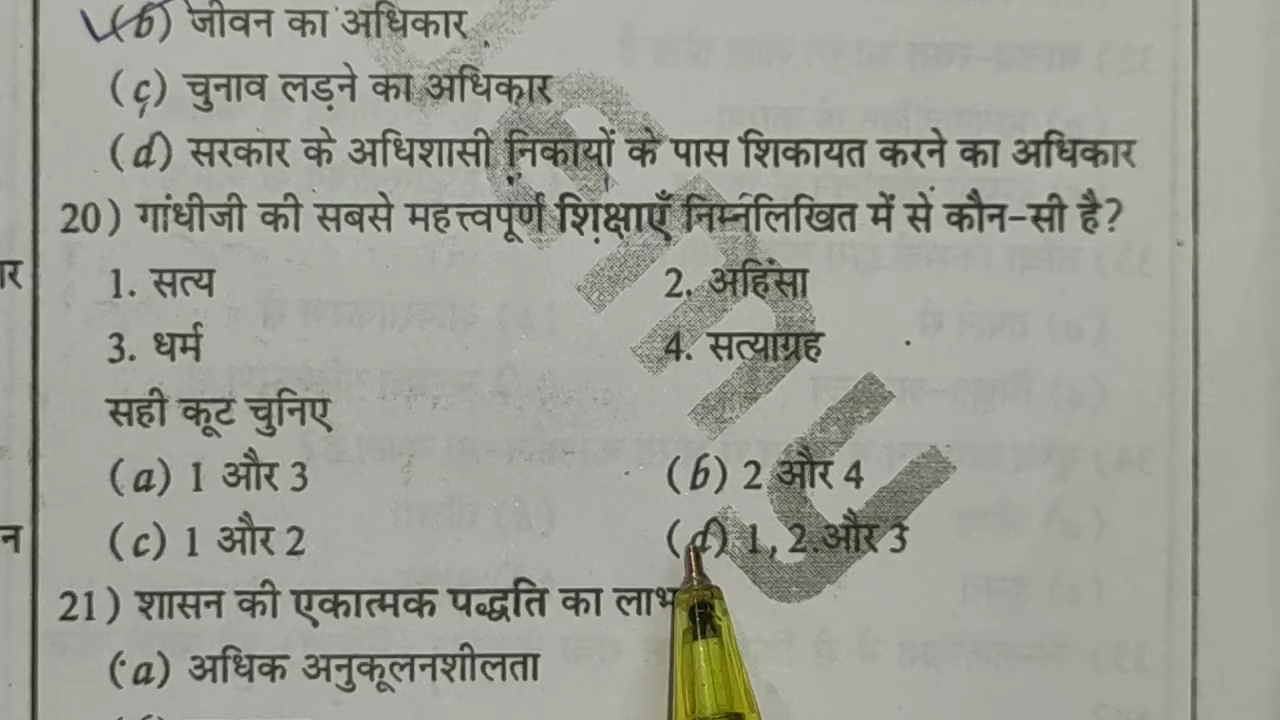 (b) जीवन का अधिकार
(c) चुनाव लड़ने का अधिकार
(d) सरकार के अधिशासी निकायों के पास शिकायत करने का अधिकार
20) गांधीजी की सबसे महत्त्वपूर्ण शिक्षाएँ निम्नलिखित में से कौन-सी है?
1. सत्य
2. अहिंसा
3. धर्म
4. सत्याग्रह
सही कूट चुनिए
(a) 1 और 3
(b) 2 और 4
(c) 1 और 2
(d) 1, 2 और 3
21) शासन की एकात्मक पद्धति का लाभ
(a) अधिक अनुकूलनशीलता